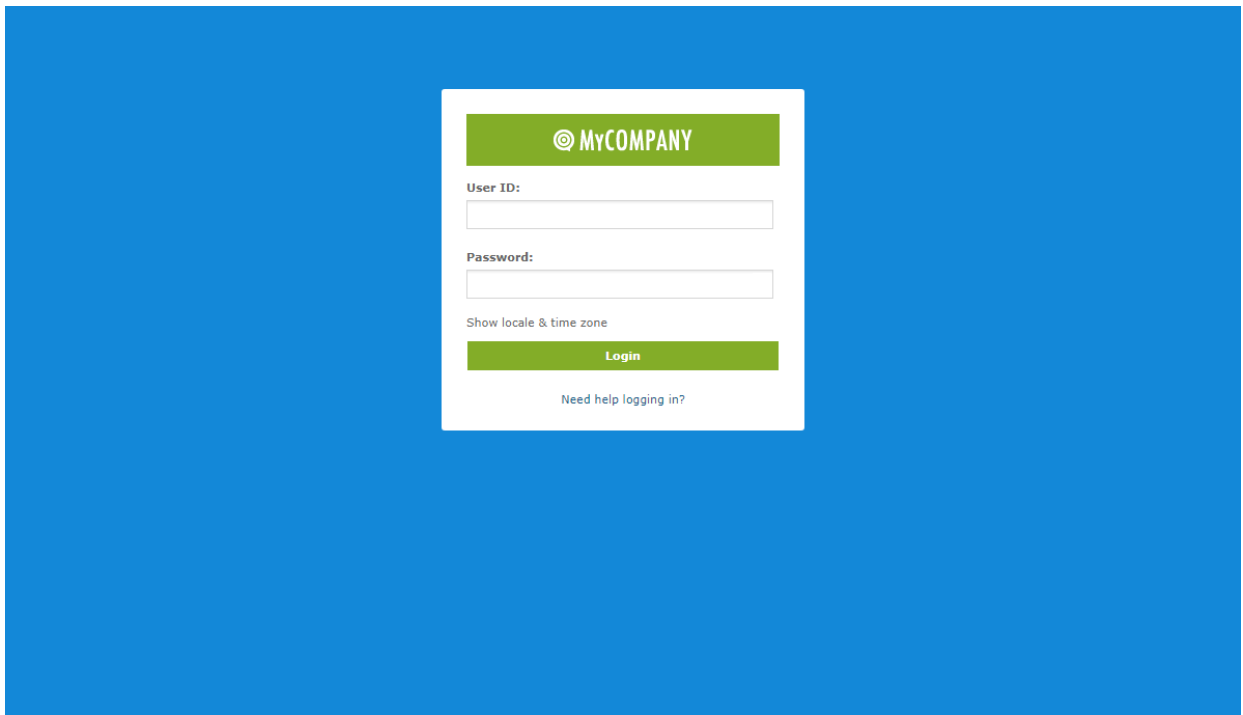 MYCOMPANY
User ID:
Password:
Show locale & time zone
Login
Need help logging in?